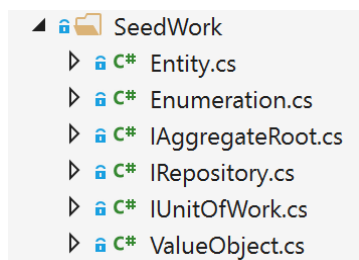 SeedWork
C# Entity.cs
C# Enumeration.cs
C# IAggregateRoot.cs
C# IRepository.cs
C# IUnitOfWork.cs
C# ValueObject.cs